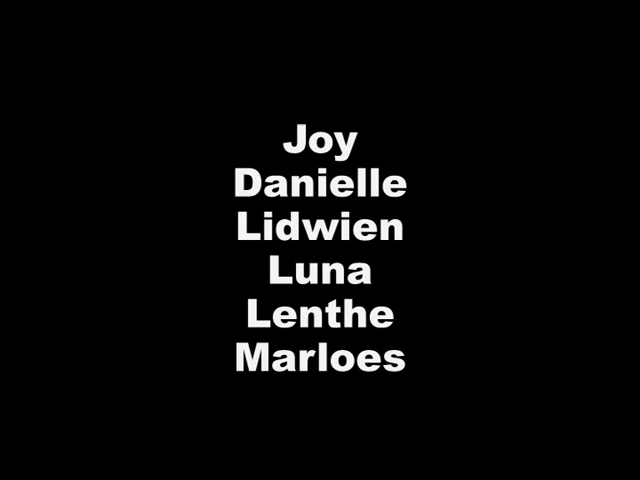 Joy
Danielle
Lidwien
Luna
Lenthe
Marloes